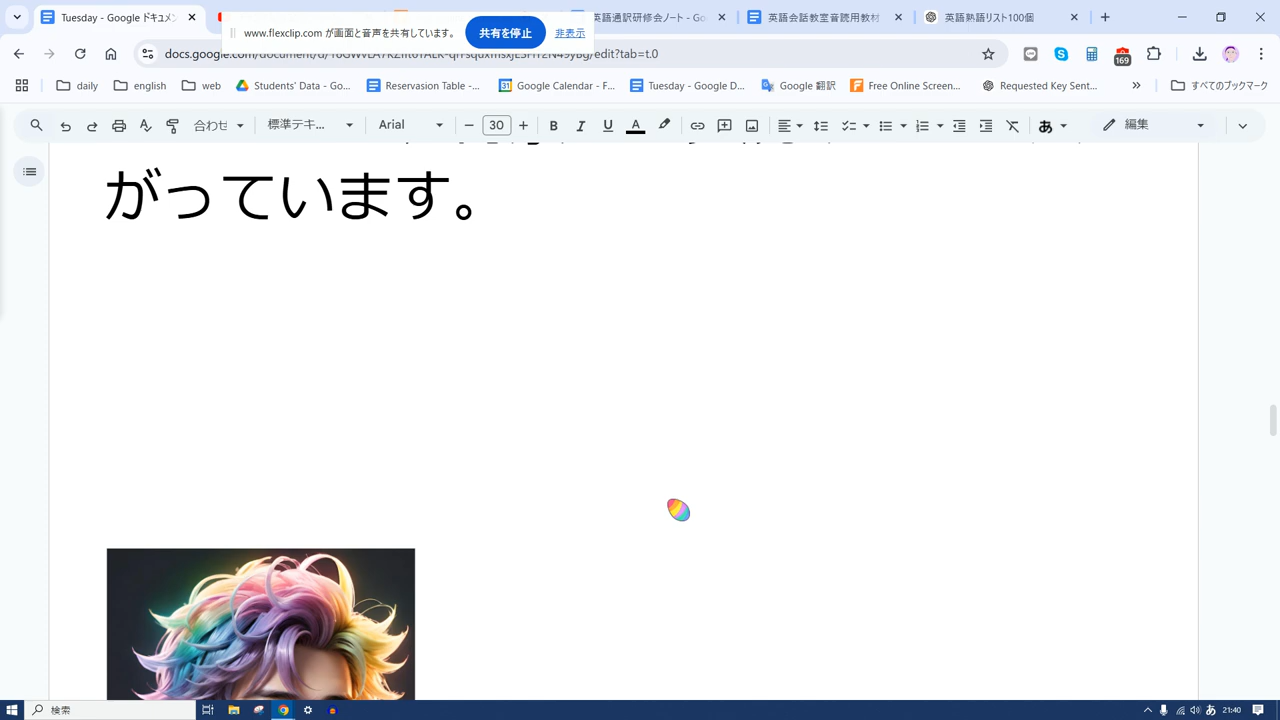 Tuesday - Google ドキュメン
英語通訳研修会ノート - Go
英語会話教室音読用教材
英語熟語リスト100個
www.flexclip.com が画面と音声を共有しています。
共有を停止
非表示
169
daily
english
web
Students' Data - Go...
Reservasion Table -...
Google Calendar - F...
Tuesday - Google D...
Google 翻訳
Free Online Screen...
Requested Key Sent...
すべてのブックマーク
合わせ
標準テキ...
Arial
30
あ
編集
がっています。
検索
あ
21:40